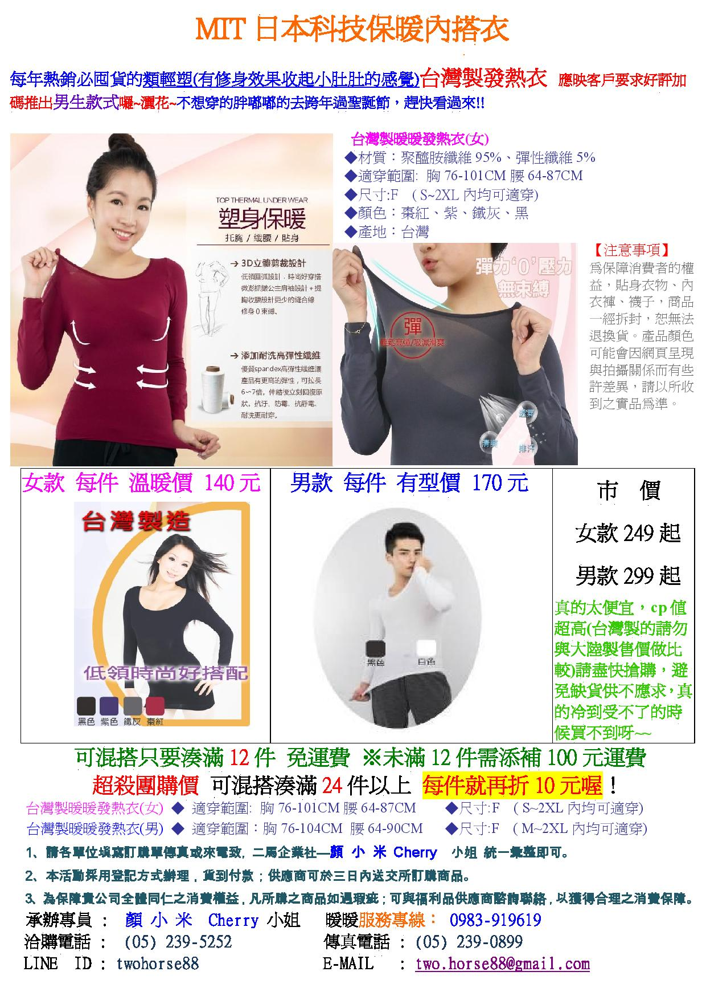 MIT 日本科技保暖內搭衣
每年熱銷必囤貨的類輕塑(有修身效果收起小肚肚的感覺)台灣製發熱衣 應映客戶要求好評加
碼推出男生款式囉~灑花~不想穿的胖嘟嘟的去跨年過聖誕節，趕快看過來!!
台灣製暖暖發熱衣(女)
◆材質：聚醯胺纖維 95%、彈性纖維 5%
◆適穿範圍: 胸 76-101CM 腰 64-87CM
◆尺寸:F ( S~2XL 內均可適穿)
◆顏色：棗紅、紫、鐵灰、黑
◆產地：台灣
TOP THERMAL UNDER WEAR
塑身保暖
托胸 / 纖腰 / 貼身
→ 3D立體剪裁設計
低領圓弧設計﹐時尚好穿搭
微澎抓皺公主肩袖設計＋提
胸收腰設計更少的縫合線
修身０束縛。
→ 添加耐洗高彈性纖維
優質spandex高彈性纖維讓
產品有更高的彈性，可拉長
6~7倍。伸縮後立刻回復原
狀。抗汙、防霉、抗靜電、
耐洗更耐穿。
彈力‘0’壓力
無束縛
彈
輕鬆高彈/吸濕滑爽
透氣
清爽
排汗
【注意事項】
為保障消費者的權
益，貼身衣物、內
衣褲、襪子，商品
一經拆封，恕無法
退換貨。產品顏色
可能會因網頁呈現
與拍攝關係而有些
許差異，請以所收
到之實品為準。
女款 每件 溫暖價 140 元
台灣製造
低領時尚好搭配
黑色 紫色 鐵灰 棗紅
男款 每件 有型價 170 元
黑色 白色
市 價
女款 249 起
男款 299 起
真的太便宜，cp 值
超高(台灣製的請勿
與大陸製售價做比
較)請盡快搶購，避
免缺貨供不應求，真
的冷到受不了的時
候買不到呀~~
可混搭只要湊滿 12 件 免運費 ※未滿 12 件需添補 100 元運費
超殺團購價 可混搭湊滿 24 件以上 每件就再折 10 元喔！
台灣製暖暖發熱衣(女) ◆ 適穿範圍: 胸 76-101CM 腰 64-87CM ◆尺寸:F ( S~2XL 內均可適穿)
台灣製暖暖發熱衣(男) ◆ 適穿範圍：胸 76-104CM 腰 64-90CM ◆尺寸:F ( M~2XL 內均可適穿)
1、請各單位填寫訂購單傳真或來電致, 二馬企業社—顏 小 米 Cherry 小姐 統一彙整即可。
2、本活動採用登記方式辦理 , 貨到付款 ; 供應商可於三日內送交所訂購商品。
3、為保障貴公司全體同仁之消費權益 , 凡所購之商品如遇瑕疵 ; 可與福利品供應商諮詢聯絡 , 以獲得合理之消費保障。
承辦專員 : 顏 小 米 Cherry 小姐 暖暖服務專線： 0983-919619
洽購電話 : (05) 239-5252 傳真電話 : (05) 239-0899
LINE ID : twohorse88 E-MAIL : two.horse88@gmail.com